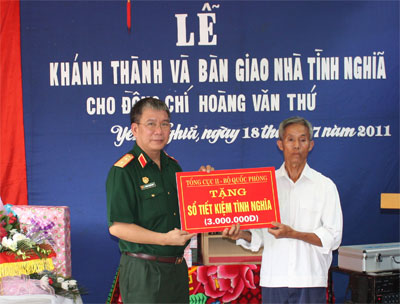 LỄ
KHÁNH THÀNH VÀ BÀN GIAO NHÀ TÌNH NGHĨA
CHO ĐỒNG CHÍ HOÀNG VĂN THỨ
Nghĩa, ngày 18 7 năm 2011
TỔNG CỤC II - BỘ QUỐC PHÒNG
TẶNG
SỔ TIẾT KIỆM TÌNH NGHĨA
(3.000.000Đ)